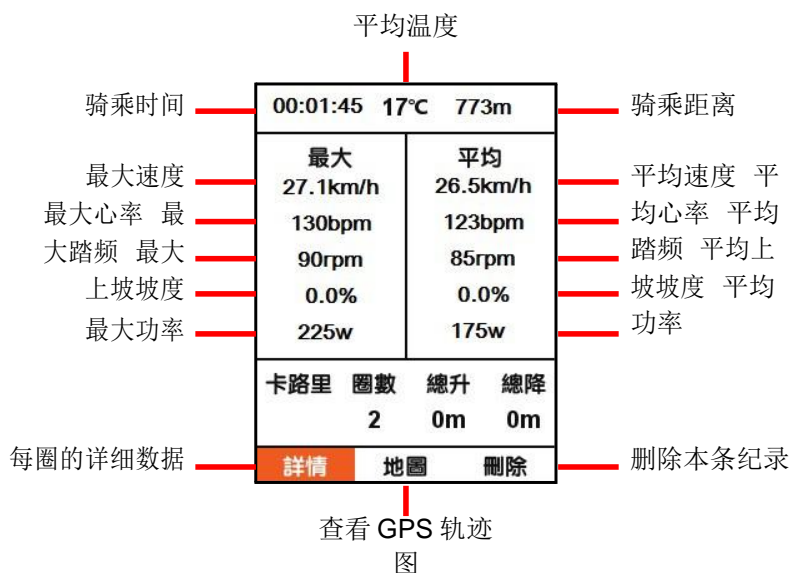 平均温度
骑乘时间 00:01:45 17℃ 773m 骑乘距离
最大 平均
最大速度 27.1km/h 26.5km/h 平均速度 平
最大心率 最 130bpm 123bpm 均心率 平均
大踏频 最大 90rpm 85rpm 踏频 平均上
上坡坡度 0.0% 0.0% 坡坡度 平均
最大功率 225w 175w 功率
卡路里 圈數 總升 總降
2 0m 0m
每圈的详细数据 詳情 地圖 刪除 删除本条纪录
查看 GPS 轨迹
图